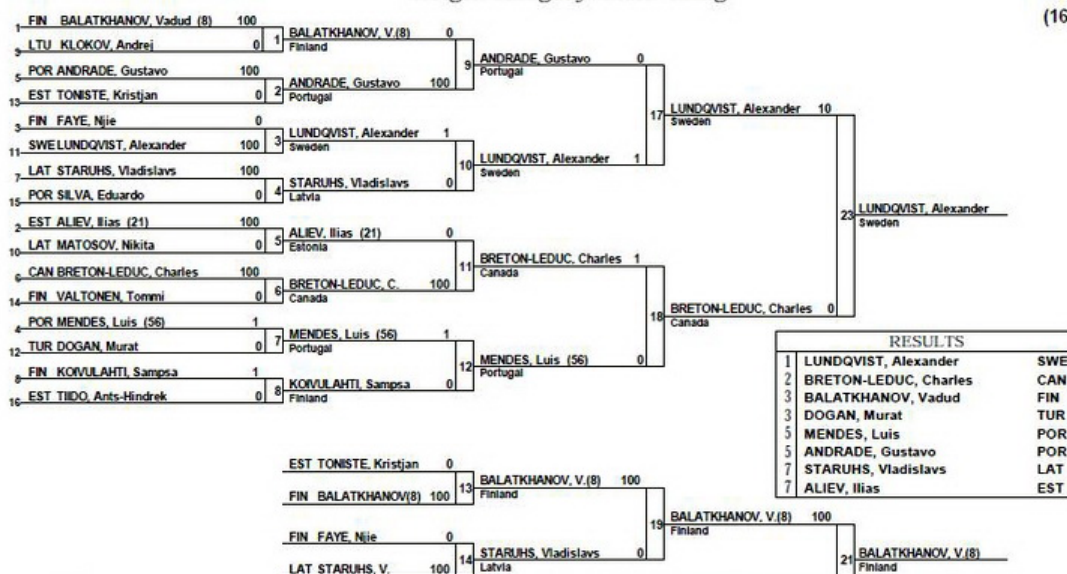 (16
1 FIN BALATKHANOV, Vadud (8) 100
9 LTU KLOKOV, Andrej 0
1 BALATKHANOV, V.(8) 0
Finland
5 POR ANDRADE, Gustavo 100
13 EST TONISTE, Kristjan 0
2 ANDRADE, Gustavo 100
Portugal
9 ANDRADE, Gustavo 0
Portugal
3 FIN FAYE, Njie 0
11 SWE LUNDQVIST, Alexander 100
3 LUNDQVIST, Alexander 1
Sweden
7 LAT STARUHS, Vladislavs 100
15 POR SILVA, Eduardo 0
4 STARUHS, Vladislavs 0
Latvia
10 LUNDQVIST, Alexander 1
Sweden
17 LUNDQVIST, Alexander 10
Sweden
2 EST ALIEV, Ilias (21) 100
10 LAT MATOSOV, Nikita 0
5 ALIEV, Ilias (21) 0
Estonia
6 CAN BRETON-LEDUC, Charles 100
14 FIN VALTONEN, Tommi 0
6 BRETON-LEDUC, C. 100
Canada
11 BRETON-LEDUC, Charles 1
Canada
4 POR MENDES, Luis (56) 1
12 TUR DOGAN, Murat 0
7 MENDES, Luis (56) 1
Portugal
8 FIN KOIVULAHTI, Sampsa 1
16 EST TIIDO, Ants-Hindrek 0
8 KOIVULAHTI, Sampsa 0
Finland
12 MENDES, Luis (56) 0
Portugal
18 BRETON-LEDUC, Charles 0
Canada
23 LUNDQVIST, Alexander
Sweden
RESULTS
1 LUNDQVIST, Alexander SWE
2 BRETON-LEDUC, Charles CAN
3 BALATKHANOV, Vadud FIN
3 DOGAN, Murat TUR
5 MENDES, Luis POR
5 ANDRADE, Gustavo POR
7 STARUHS, Vladislavs LAT
7 ALIEV, Ilias EST
EST TONISTE, Kristjan 0
FIN BALATKHANOV(8) 100
13 BALATKHANOV, V.(8) 100
Finland
FIN FAYE, Njie 0
LAT STARUHS, V. 100
14 STARUHS, Vladislavs 0
Latvia
19 BALATKHANOV, V.(8) 100
Finland
21 BALATKHANOV, V.(8)
Finland